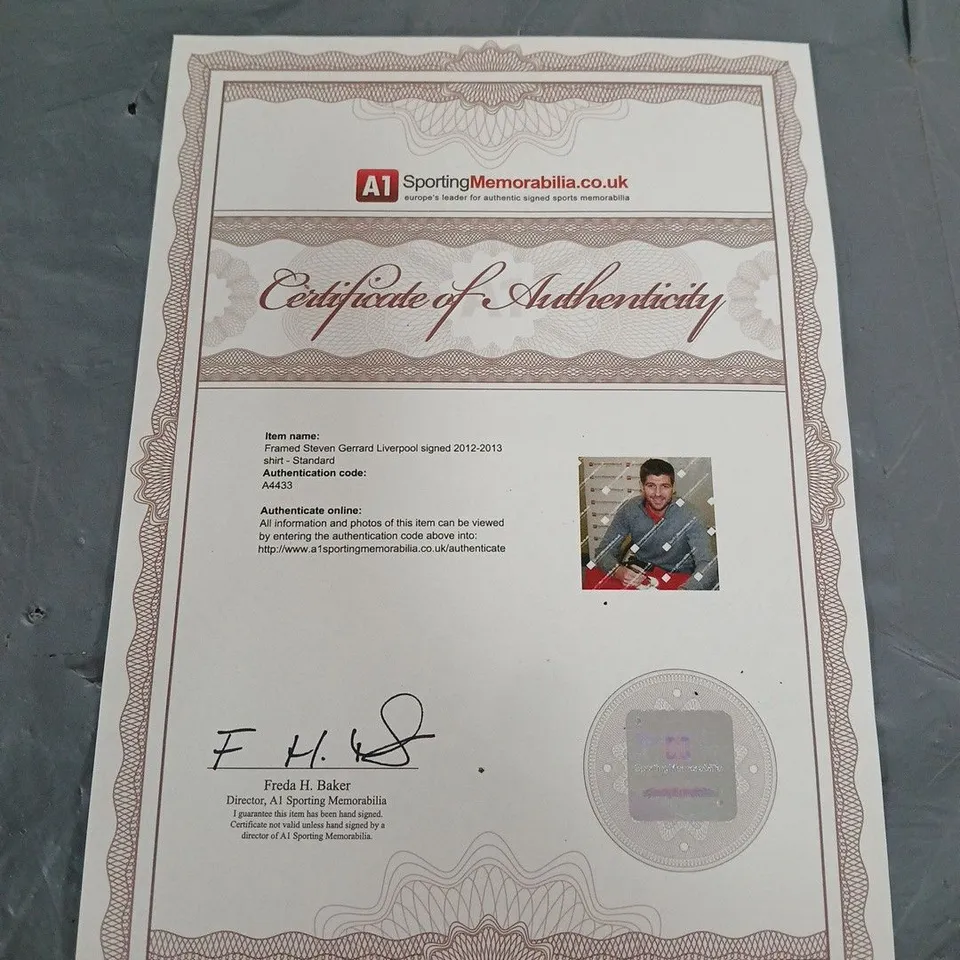 A1 SportingMemorabilia.co.uk
europe's leader for authentic signed sports memorabilia
Certificate of Authenticity
Item name:
Framed Steven Gerrard Liverpool signed 2012-2013
shirt - Standard
Authentication code:
A4433
Authenticate online:
All information and photos of this item can be viewed
by entering the authentication code above into:
http://www.a1sportingmemorabilia.co.uk/authenticate
F H.
Freda H. Baker
Director, A1 Sporting Memorabilia
I guarantee this item has been hand signed.
Certificate not valid unless hand signed by a
director of A1 Sporting Memorabilia.
Sporting Memorabilia